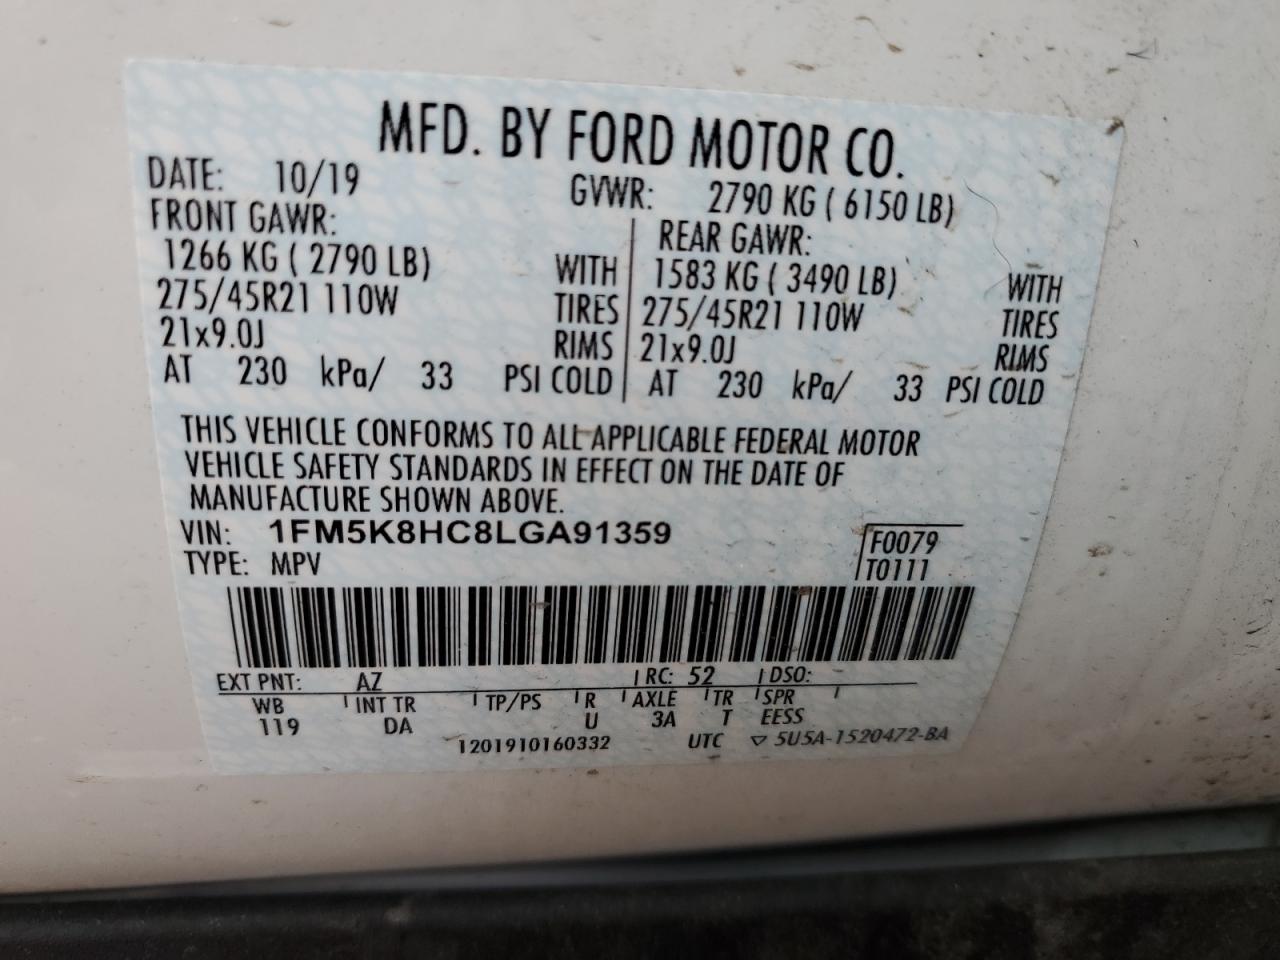 MFD. BY FORD MOTOR CO.
DATE: 10/19 GVWR: 2790 KG ( 6150 LB)
FRONT GAWR: REAR GAWR:
1266 KG ( 2790 LB) WITH 1583 KG ( 3490 LB) WITH
275/45R21 110W TIRES 275/45R21 110W TIRES
21x9.0J RIMS 21x9.0J RIMS
AT 230 kPa/ 33 PSI COLD AT 230 kPa/ 33 PSI COLD
THIS VEHICLE CONFORMS TO ALL APPLICABLE FEDERAL MOTOR
VEHICLE SAFETY STANDARDS IN EFFECT ON THE DATE OF
MANUFACTURE SHOWN ABOVE.
VIN: 1FM5K8HC8LGA91359 F0079
TYPE: MPV T0111
EXT PNT: AZ RC: 52 DSO:
WB INT TR TP/PS R AXLE TR SPR
119 DA U 3A T EESS
1201910160332 UTC ▽ 5U5A-1520472-BA